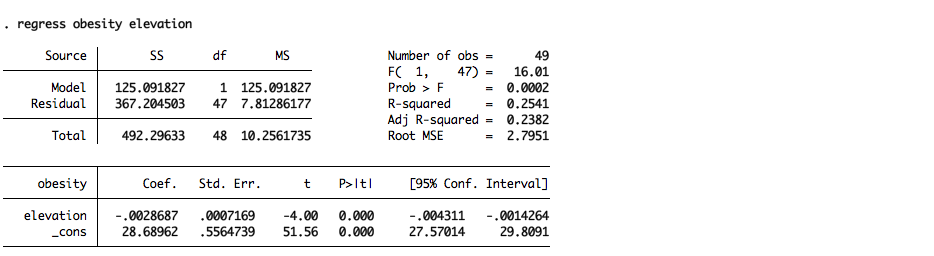 . regress obesity elevation
Source | SS df MS Number of obs = 49
F( 1, 47) = 16.01
Model | 125.091827 1 125.091827 Prob > F = 0.0002
Residual | 367.204503 47 7.81286177 R-squared = 0.2541
Adj R-squared = 0.2382
Total | 492.29633 48 10.2561735 Root MSE = 2.7951
obesity | Coef. Std. Err. t P>|t| [95% Conf. Interval]
elevation | -.0028687 .0007169 -4.00 0.000 -.004311 -.0014264
_cons | 28.68962 .5564739 51.56 0.000 27.57014 29.8091